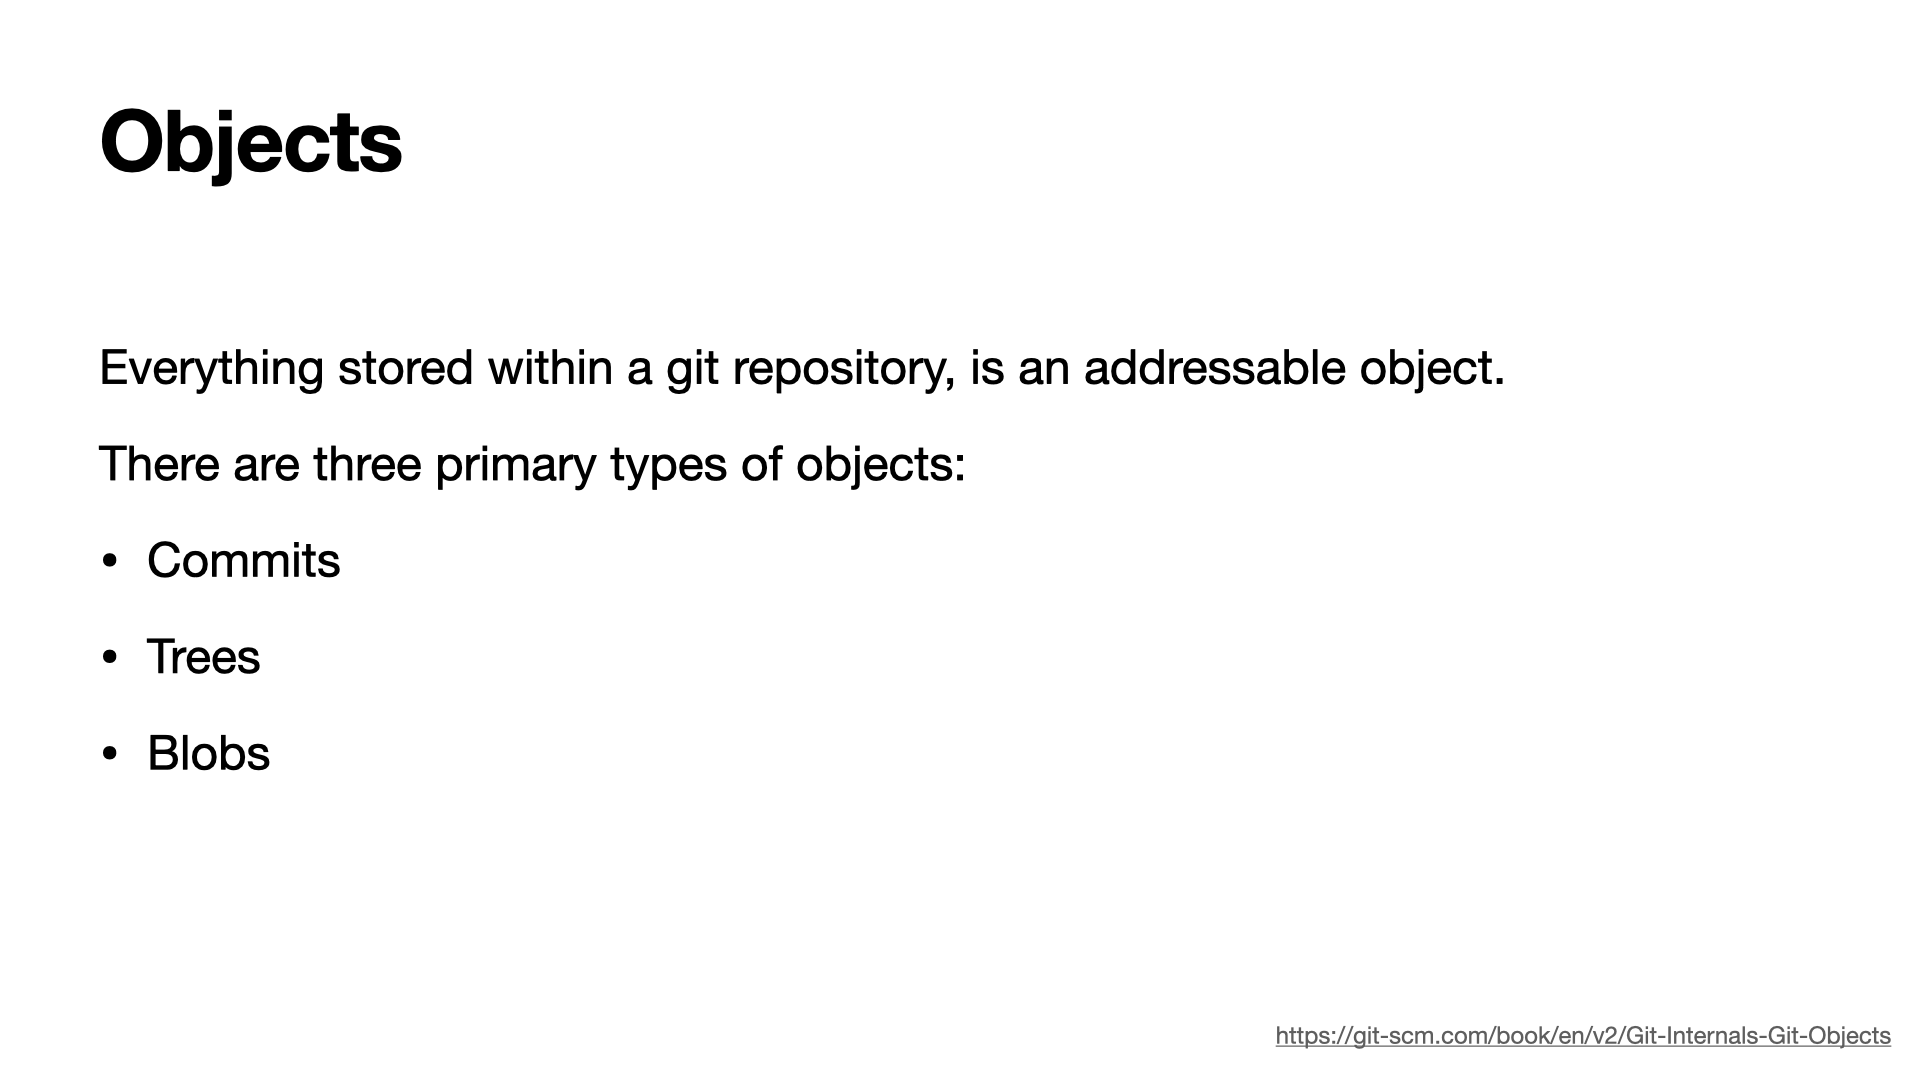 Objects
Everything stored within a git repository, is an addressable object.
There are three primary types of objects:
• Commits
• Trees
• Blobs
https://git-scm.com/book/en/v2/Git-Internals-Git-Objects